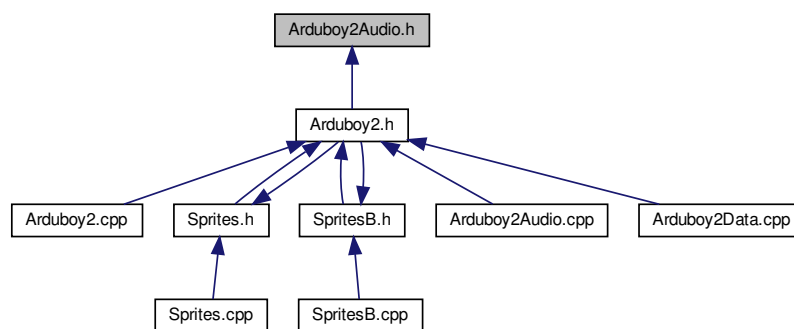 Arduboy2Audio.h
Arduboy2.h
Arduboy2.cpp
Sprites.h
SpritesB.h
Arduboy2Audio.cpp
Arduboy2Data.cpp
Sprites.cpp
SpritesB.cpp